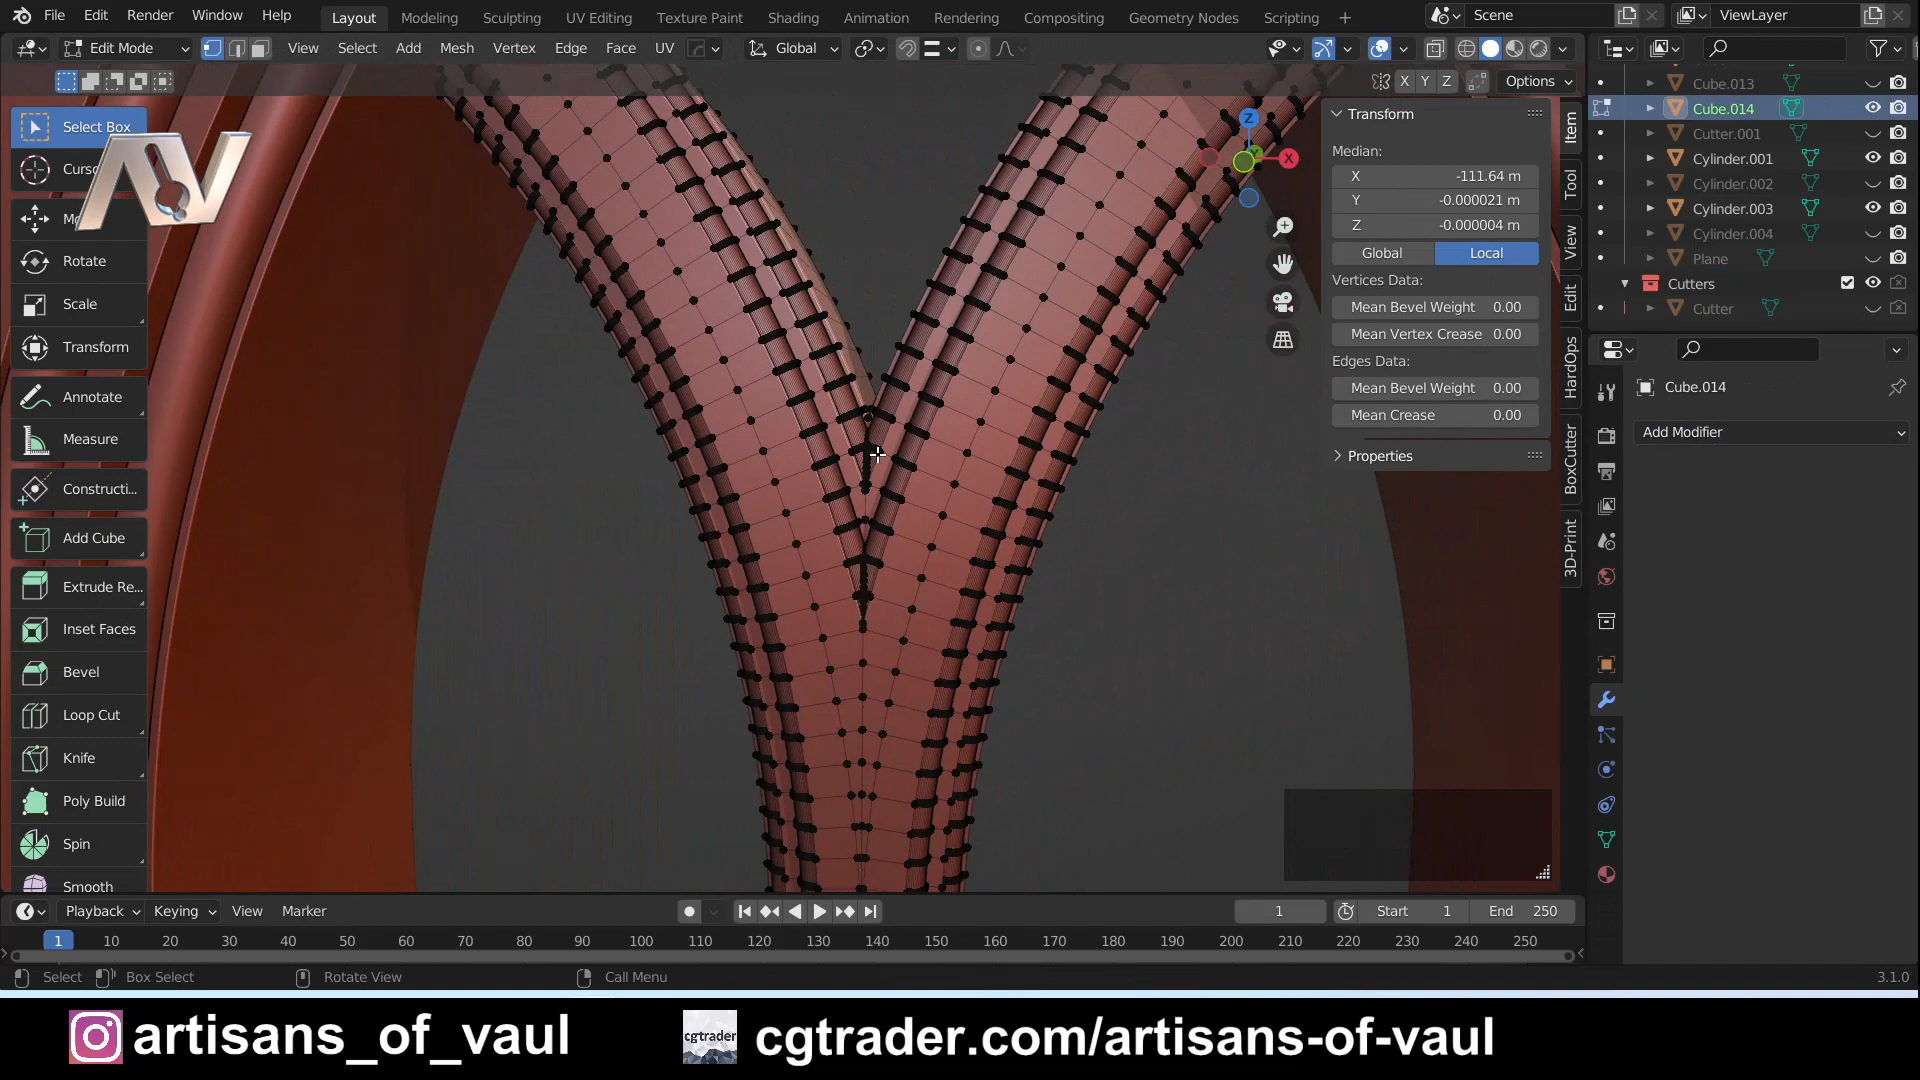 File Edit Render Window Help Layout Modeling Sculpting UV Editing Texture Paint Shading Animation Rendering Compositing Geometry Nodes Scripting + Scene ViewLayer
Edit Mode View Select Add Mesh Vertex Edge Face UV Global
X Y Z Options
Select Box
Rotate
Scale
Transform
Annotate
Measure
Constructi...
Add Cube
Extrude Re...
Inset Faces
Bevel
Loop Cut
Knife
Poly Build
Spin
Smooth
AV
Z
X
Transform
Median:
X -111.64 m
Y -0.000021 m
Z -0.000004 m
Global Local
Vertices Data:
Mean Bevel Weight 0.00
Mean Vertex Crease 0.00
Edges Data:
Mean Bevel Weight 0.00
Mean Crease 0.00
Properties
Item
Tool
View
Edit
HardOps
BoxCutter
3D-Print
Cube.013
Cube.014
Cutter.001
Cylinder.001
Cylinder.002
Cylinder.003
Cylinder.004
Plane
Cutters
Cutter
Cube.014
Add Modifier
Playback Keying View Marker 1 Start 1 End 250
1 10 20 30 40 50 60 70 80 90 100 110 120 130 140 150 160 170 180 190 200 210 220 230 240 250
Select Box Select Rotate View Call Menu 3.1.0
artisans_of_vaul cgtrader cgtrader.com/artisans-of-vaul